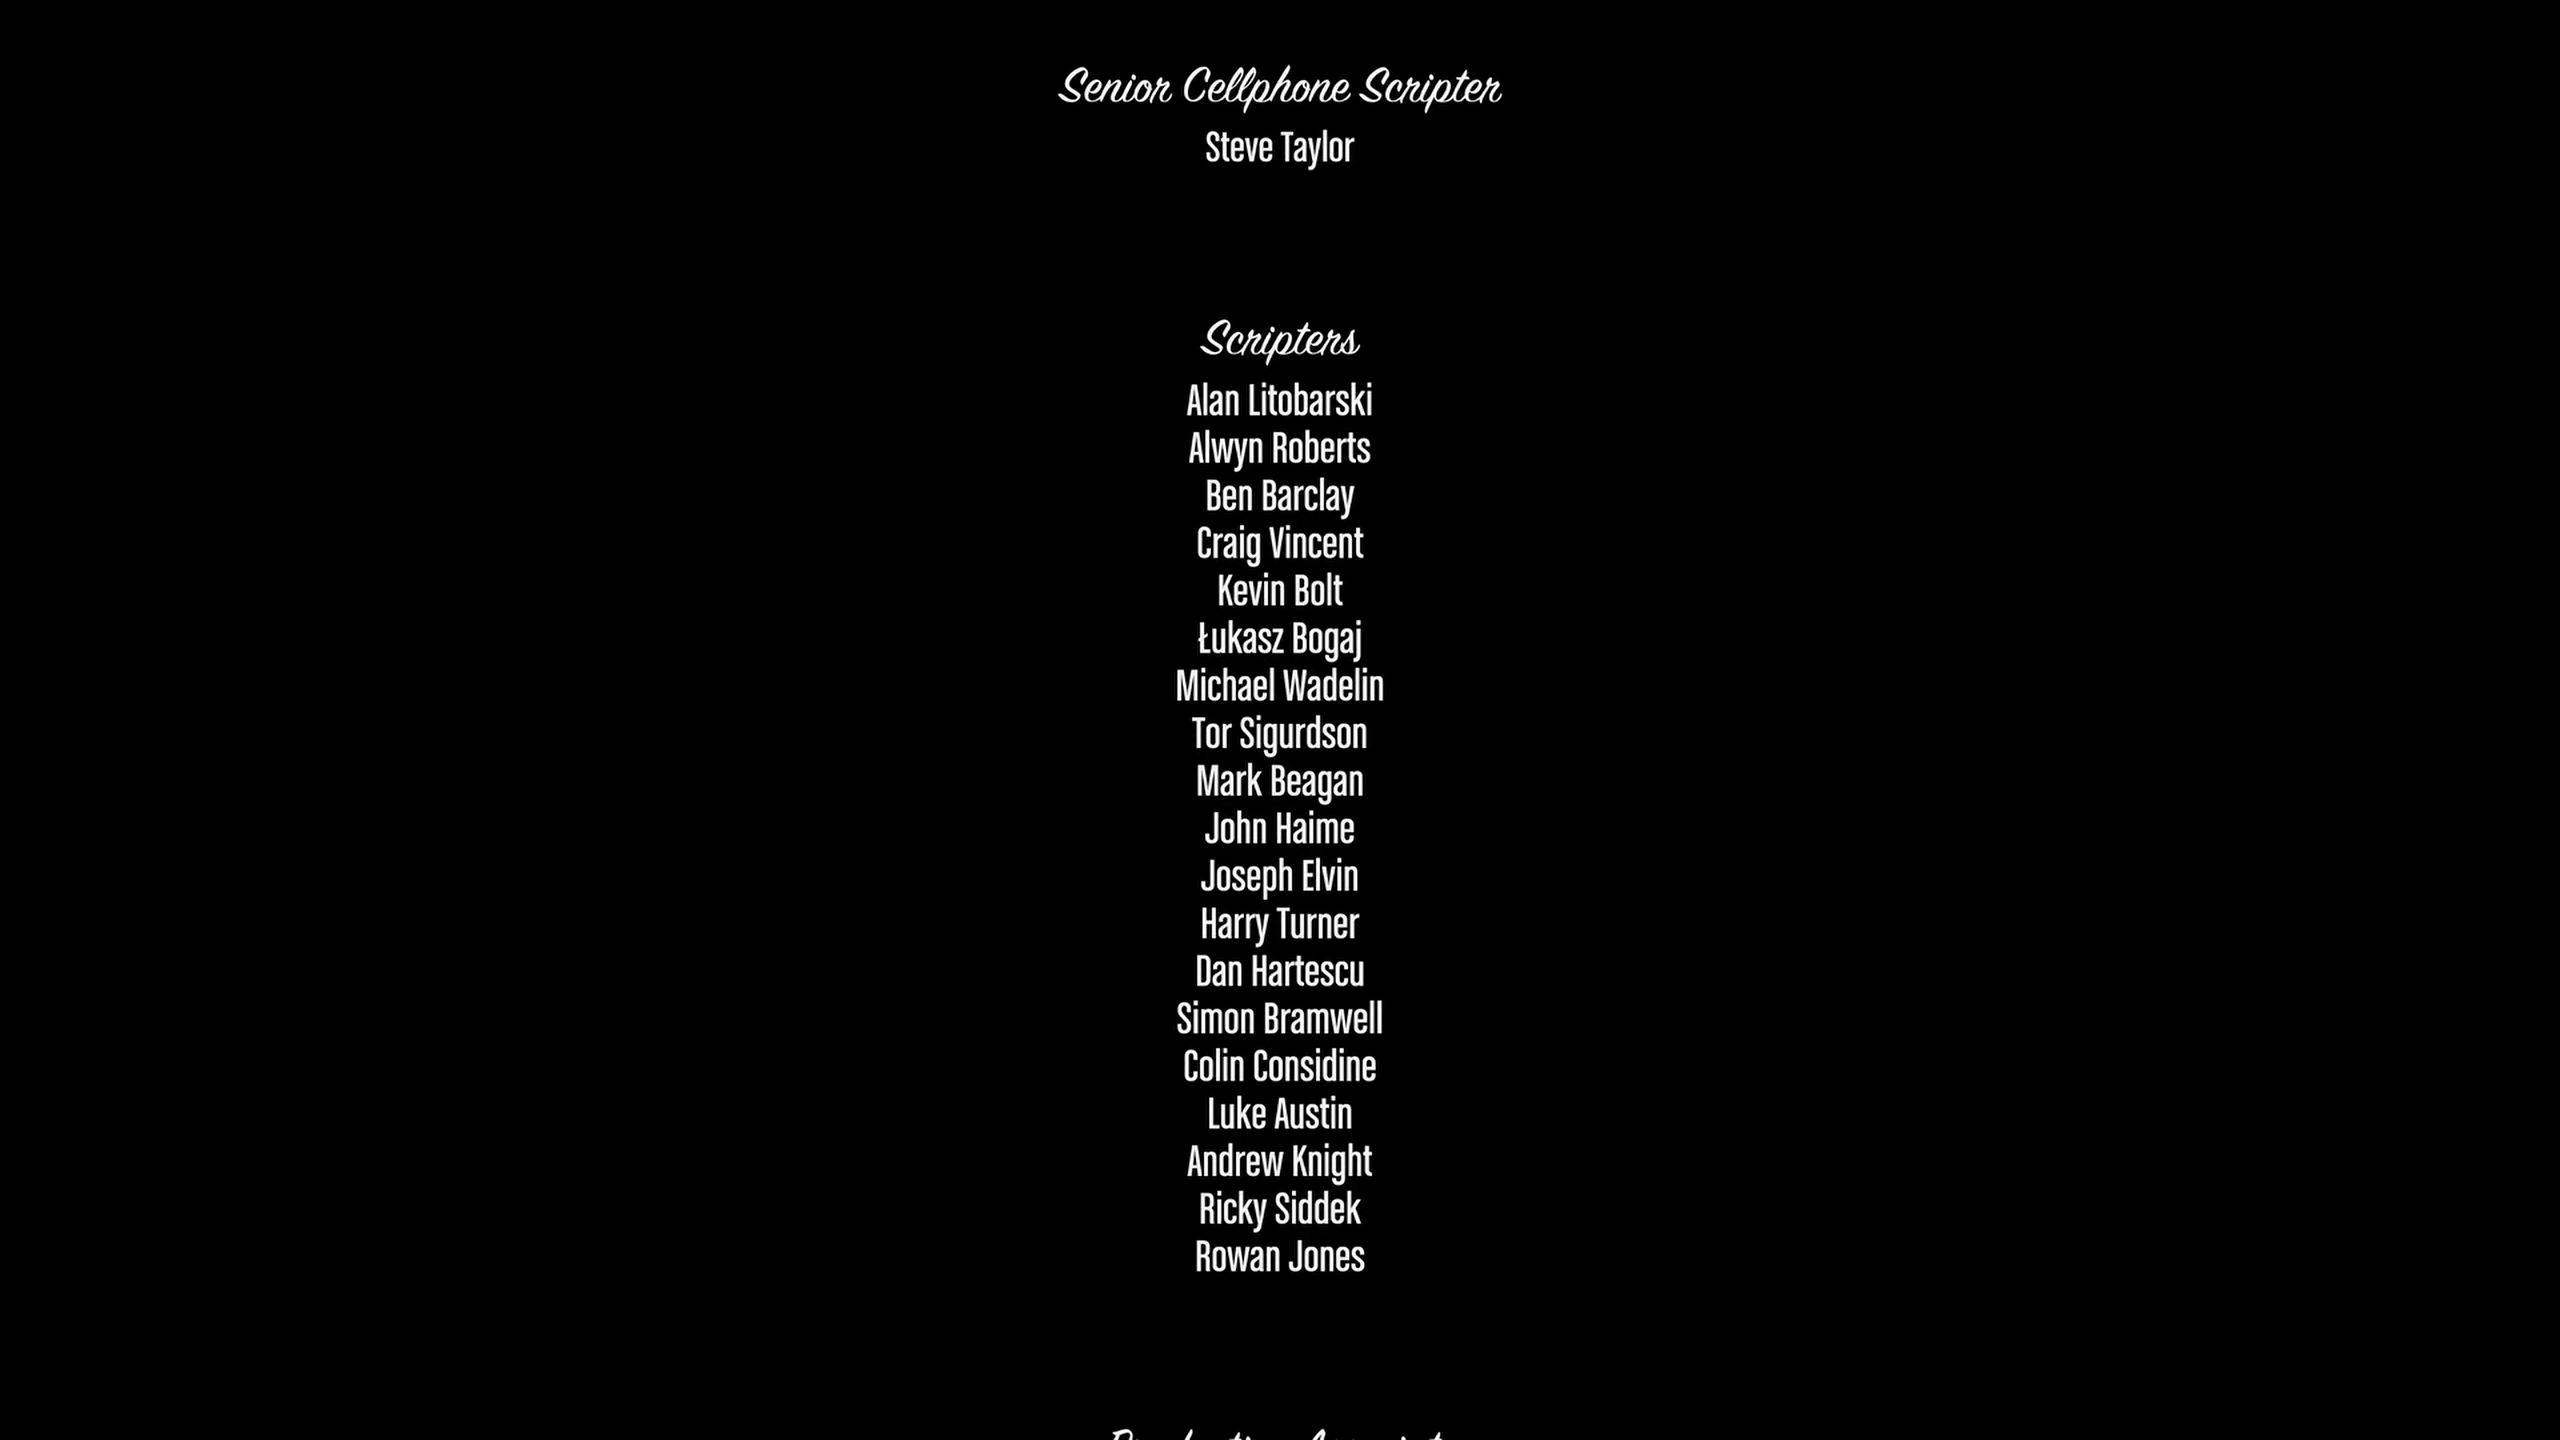 Senior Cellphone Scripter
Steve Taylor
Scripters
Alan Litobarski
Alwyn Roberts
Ben Barclay
Craig Vincent
Kevin Bolt
Łukasz Bogaj
Michael Wadelin
Tor Sigurdson
Mark Beagan
John Haime
Joseph Elvin
Harry Turner
Dan Hartescu
Simon Bramwell
Colin Considine
Luke Austin
Andrew Knight
Ricky Siddek
Rowan Jones